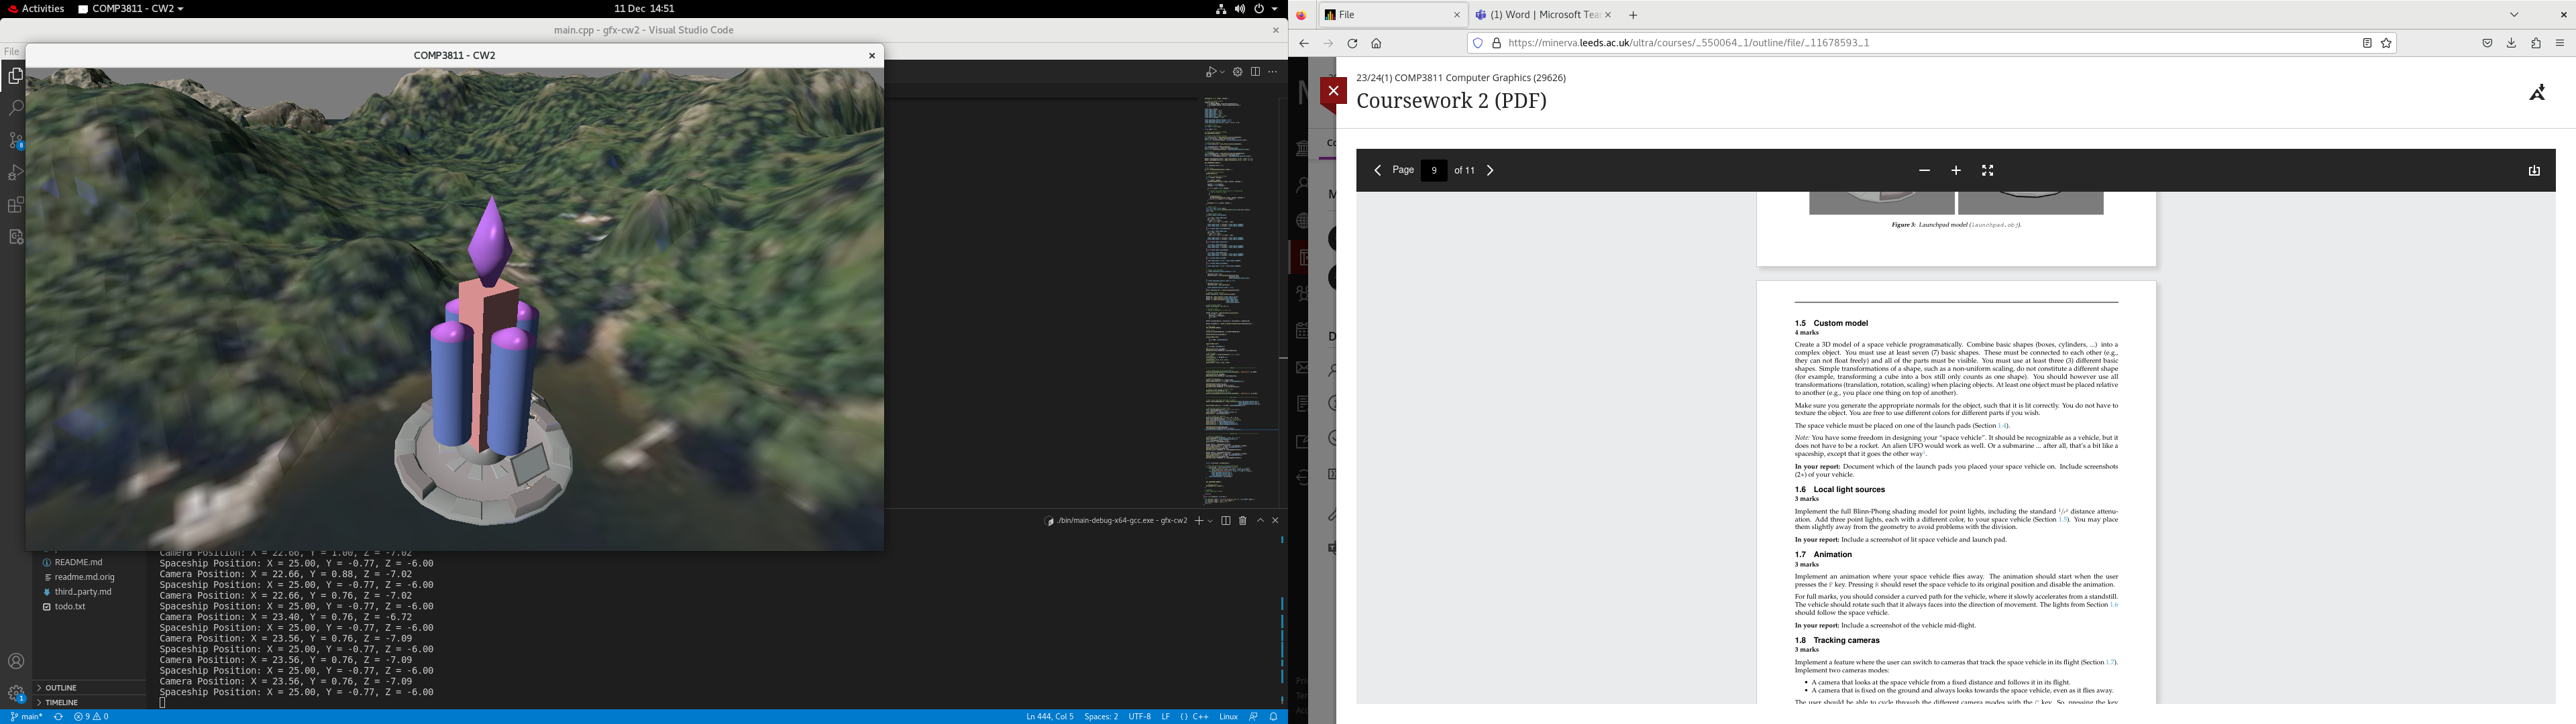 Activities
COMP3811 - CW2
11 Dec 14:51
main.cpp - gfx-cw2 - Visual Studio Code
File
COMP3811 - CW2
8
./bin/main-debug-x64-gcc.exe - gfx-cw2
README.md
readme.md.orig
third_party.md
todo.txt
OUTLINE
TIMELINE
1
Camera Position: X = 22.66, Y = 1.00, Z = -7.02
Spaceship Position: X = 25.00, Y = -0.77, Z = -6.00
Camera Position: X = 22.66, Y = 0.88, Z = -7.02
Spaceship Position: X = 25.00, Y = -0.77, Z = -6.00
Camera Position: X = 22.66, Y = 0.76, Z = -7.02
Spaceship Position: X = 25.00, Y = -0.77, Z = -6.00
Camera Position: X = 23.40, Y = 0.76, Z = -6.72
Spaceship Position: X = 25.00, Y = -0.77, Z = -6.00
Camera Position: X = 23.56, Y = 0.76, Z = -7.09
Spaceship Position: X = 25.00, Y = -0.77, Z = -6.00
Camera Position: X = 23.56, Y = 0.76, Z = -7.09
Spaceship Position: X = 25.00, Y = -0.77, Z = -6.00
Camera Position: X = 23.56, Y = 0.76, Z = -7.09
Spaceship Position: X = 25.00, Y = -0.77, Z = -6.00
main*
9
0
Ln 444, Col 5
Spaces: 2
UTF-8
LF
{} C++
Linux
File
(1) Word | Microsoft Tea
https://minerva.leeds.ac.uk/ultra/courses/_550064_1/outline/file/_11678593_1
23/24(1) COMP3811 Computer Graphics (29626)
Coursework 2 (PDF)
Page 9 of 11
Figure 3: Launchpad model (launchpad.obj).
1.5 Custom model
4 marks
Create a 3D model of a space vehicle programmatically. Combine basic shapes (boxes, cylinders, ...) into a
complex object. You must use at least seven (7) basic shapes. These must be connected to each other (e.g.,
they can not float freely) and all of the parts must be visible. You must use at least three (3) different basic
shapes. Simple transformations of a shape, such as a non-uniform scaling, do not constitute a different shape
(for example, transforming a cube into a box still only counts as one shape). You should however use all
transformations (translation, rotation, scaling) when placing objects. At least one object must be placed relative
to another (e.g., you place one thing on top of another).
Make sure you generate the appropriate normals for the object, such that it is lit correctly. You do not have to
texture the object. You are free to use different colors for different parts if you wish.
The space vehicle must be placed on one of the launch pads (Section 1.4).
Note: You have some freedom in designing your "space vehicle". It should be recognizable as a vehicle, but it
does not have to be a rocket. An alien UFO would work as well. Or a submarine ... after all, that's a bit like a
spaceship, except that it goes the other way¹.
In your report: Document which of the launch pads you placed your space vehicle on. Include screenshots
(2+) of your vehicle.
1.6 Local light sources
3 marks
Implement the full Blinn-Phong shading model for point lights, including the standard 1/r² distance attenu-
ation. Add three point lights, each with a different color, to your space vehicle (Section 1.5). You may place
them slightly away from the geometry to avoid problems with the division.
In your report: Include a screenshot of lit space vehicle and launch pad.
1.7 Animation
3 marks
Implement an animation where your space vehicle flies away. The animation should start when the user
presses the F key. Pressing R should reset the space vehicle to its original position and disable the animation.
For full marks, you should consider a curved path for the vehicle, where it slowly accelerates from a standstill.
The vehicle should rotate such that it always faces into the direction of movement. The lights from Section 1.6
should follow the space vehicle.
In your report: Include a screenshot of the vehicle mid-flight.
1.8 Tracking cameras
3 marks
Implement a feature where the user can switch to cameras that track the space vehicle in its flight (Section 1.7).
Implement two cameras modes:
• A camera that looks at the space vehicle from a fixed distance and follows it in its flight.
• A camera that is fixed on the ground and always looks towards the space vehicle, even as it flies away.
The user should be able to cycle through the different camera modes with the C key. So, pressing the key